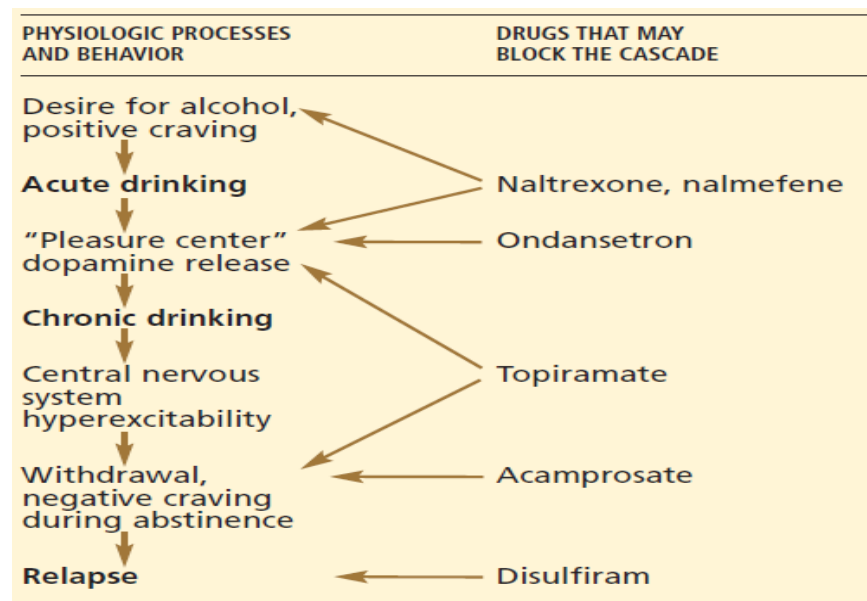 PHYSIOLOGIC PROCESSES
AND BEHAVIOR
DRUGS THAT MAY
BLOCK THE CASCADE
Desire for alcohol,
positive craving
Acute drinking
Naltrexone, nalmefene
“Pleasure center”
dopamine release
Ondansetron
Chronic drinking
Central nervous
system
hyperexcitability
Topiramate
Withdrawal,
negative craving
during abstinence
Acamprosate
Relapse
Disulfiram